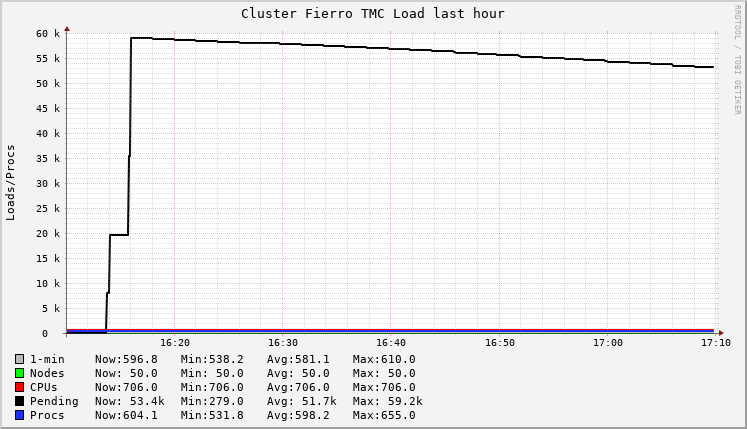 Cluster Fierro TMC Load last hour
RRDTOOL / TOBI OETIKER
Loads/Procs
60 k
55 k
50 k
45 k
40 k
35 k
30 k
25 k
20 k
15 k
10 k
5 k
0
16:20 16:30 16:40 16:50 17:00 17:10
1-min Now:596.8 Min:538.2 Avg:581.1 Max:610.0
Nodes Now: 50.0 Min: 50.0 Avg: 50.0 Max: 50.0
CPUs Now:706.0 Min:706.0 Avg:706.0 Max:706.0
Pending Now: 53.4k Min:279.0 Avg: 51.7k Max: 59.2k
Procs Now:604.1 Min:531.8 Avg:598.2 Max:655.0